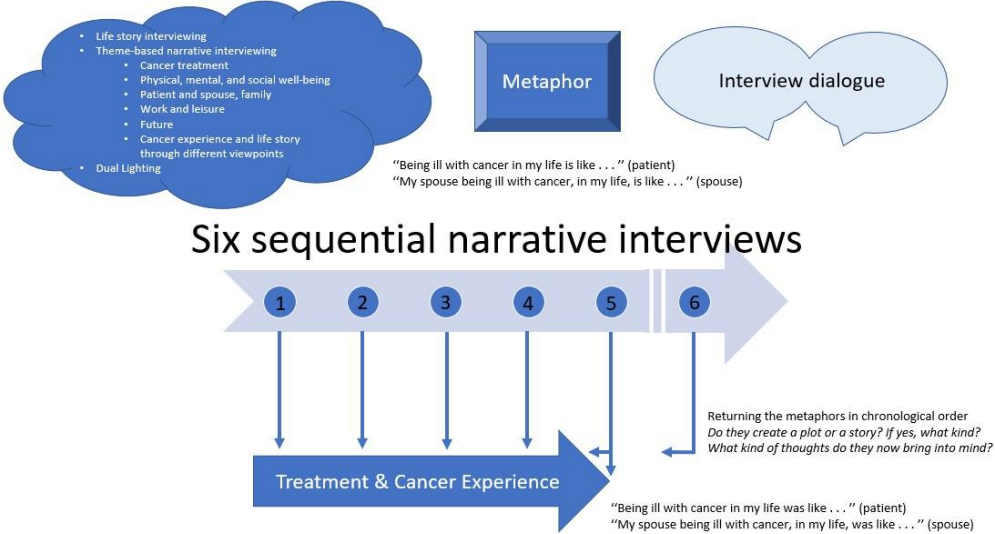 • Life story interviewing
• Theme-based narrative interviewing
• Cancer treatment
• Physical, mental, and social well-being
• Patient and spouse, family
• Work and leisure
• Future
• Cancer experience and life story
through different viewpoints
• Dual Lighting
Metaphor
Interview dialogue
“Being ill with cancer in my life is like . . .” (patient)
“My spouse being ill with cancer, in my life, is like . . .” (spouse)
Six sequential narrative interviews
1 2 3 4 5 6
Returning the metaphors in chronological order
Do they create a plot or a story? If yes, what kind?
What kind of thoughts do they now bring into mind?
Treatment & Cancer Experience
“Being ill with cancer in my life was like . . .” (patient)
“My spouse being ill with cancer, in my life, was like . . .” (spouse)